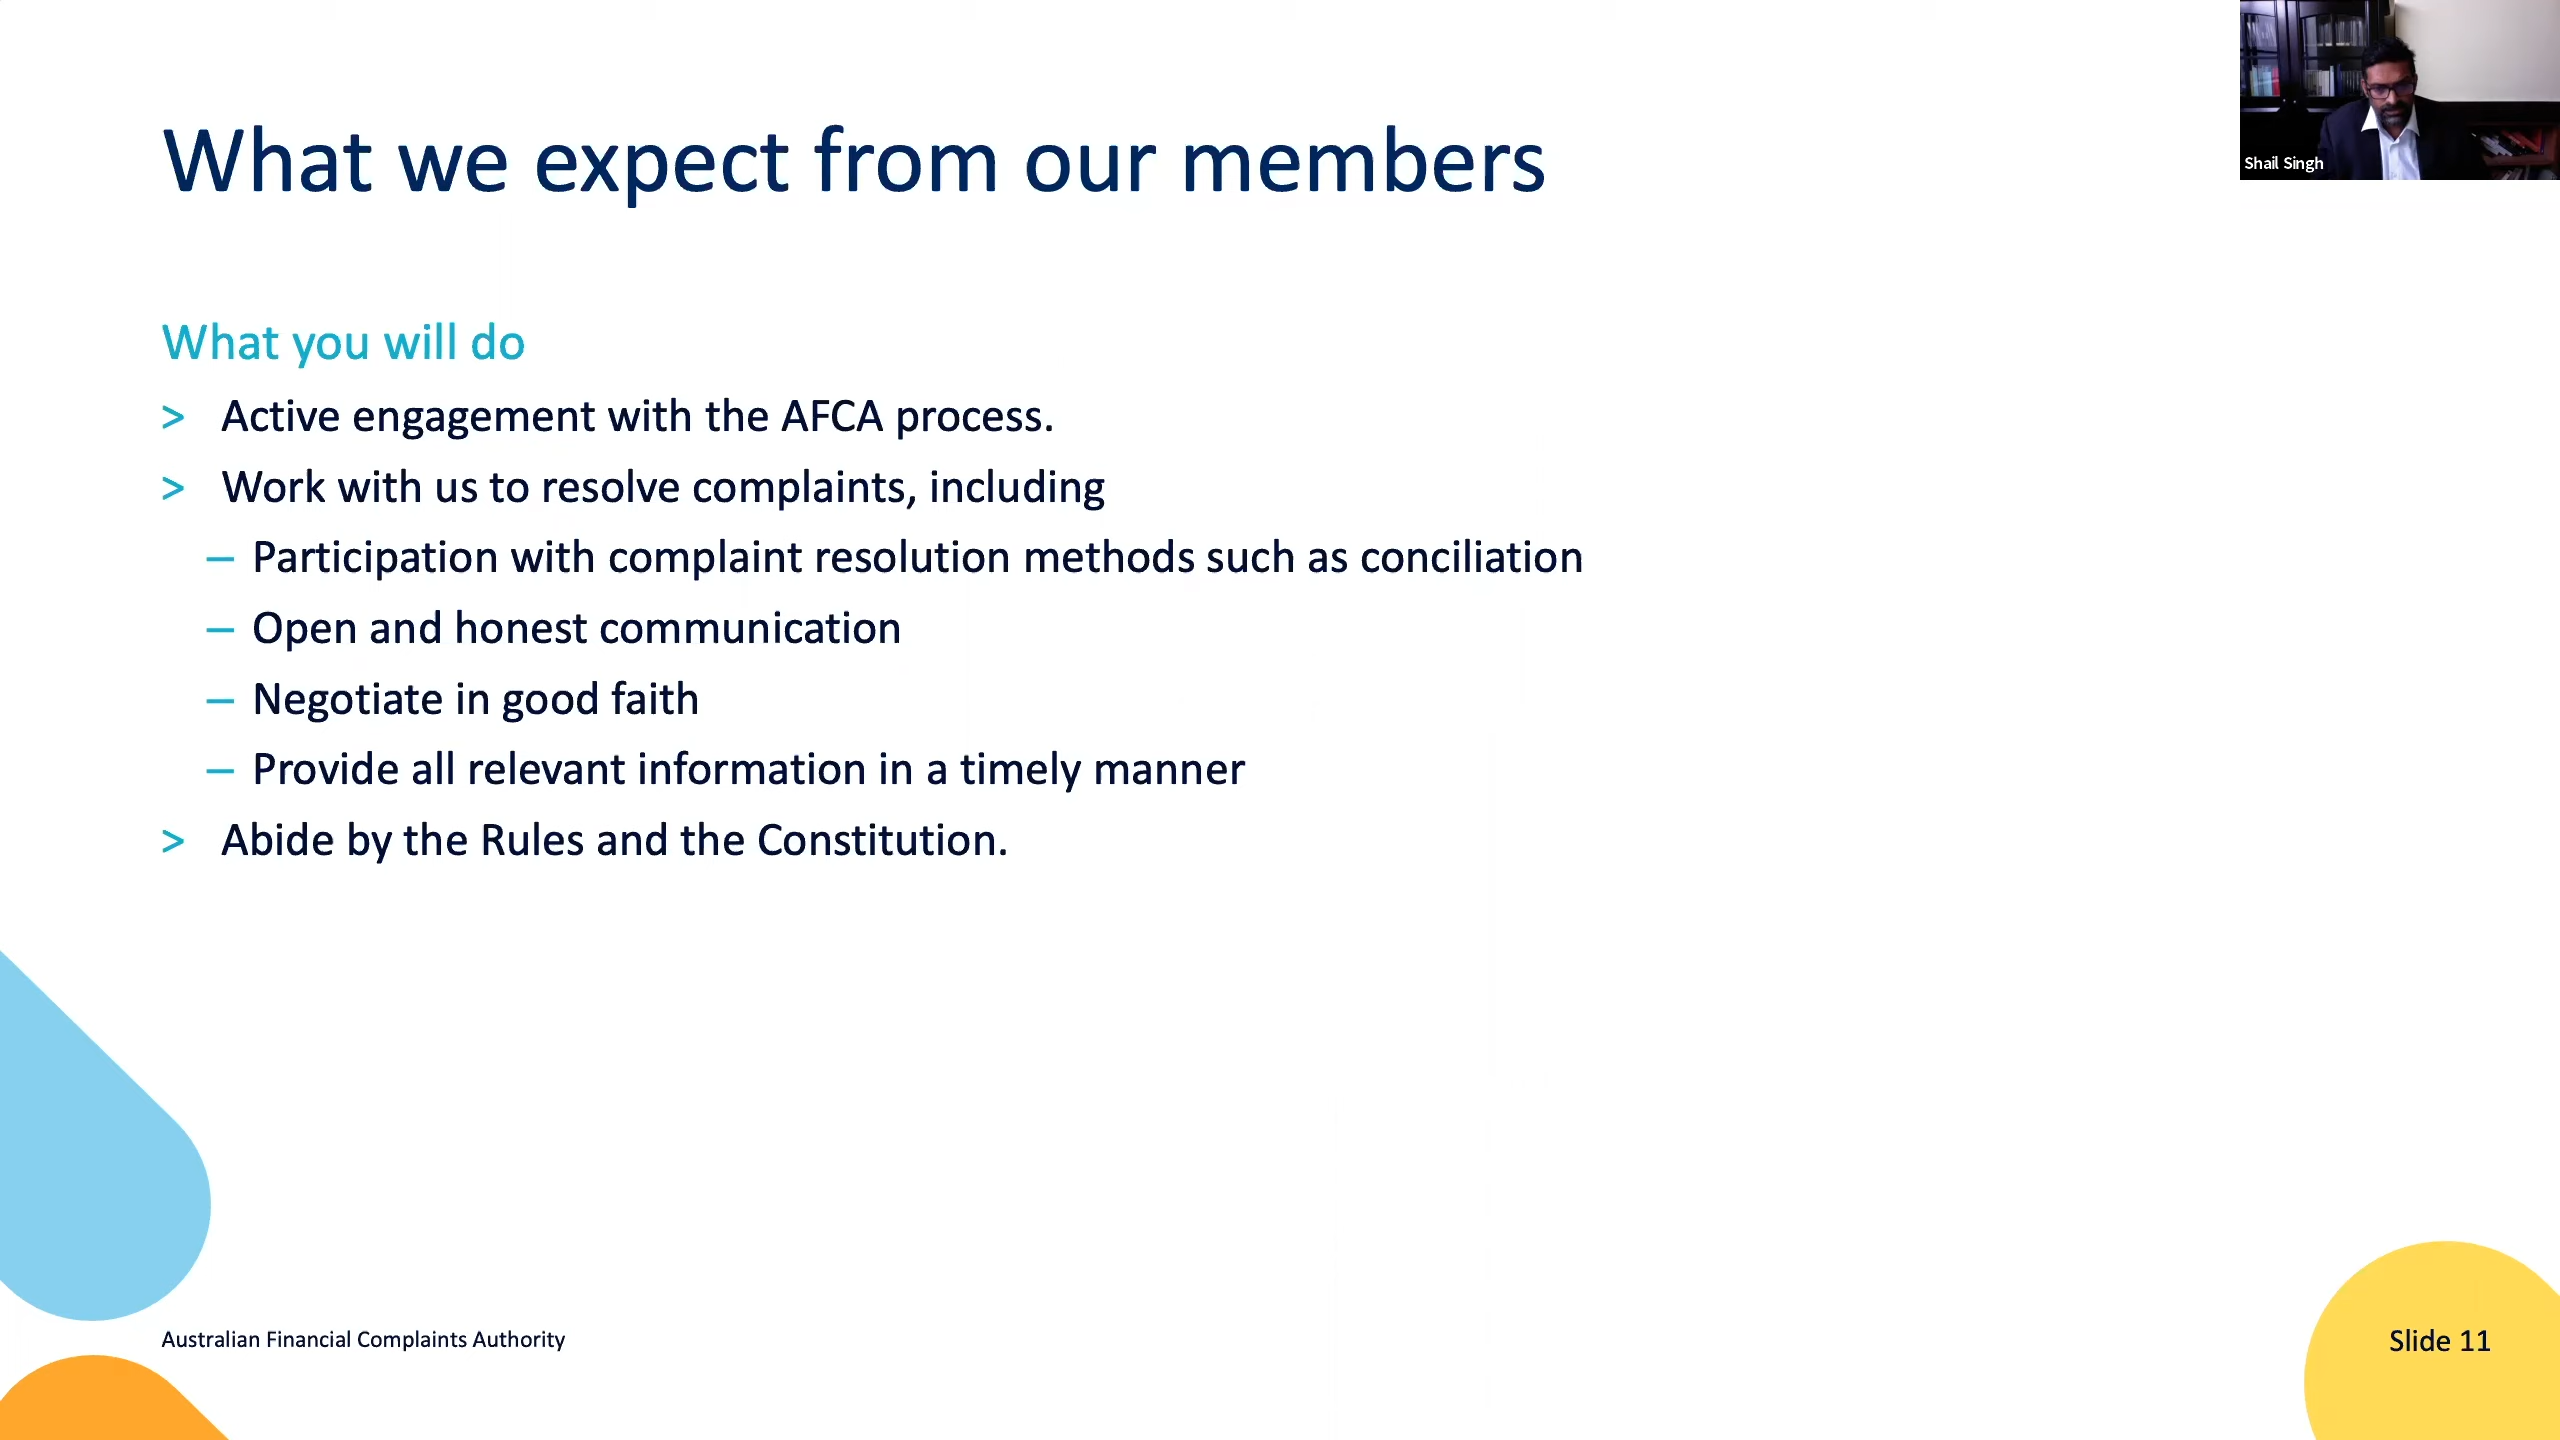 What we expect from our members
Shail Singh
What you will do
> Active engagement with the AFCA process.
> Work with us to resolve complaints, including
– Participation with complaint resolution methods such as conciliation
– Open and honest communication
– Negotiate in good faith
– Provide all relevant information in a timely manner
> Abide by the Rules and the Constitution.
Australian Financial Complaints Authority
Slide 11